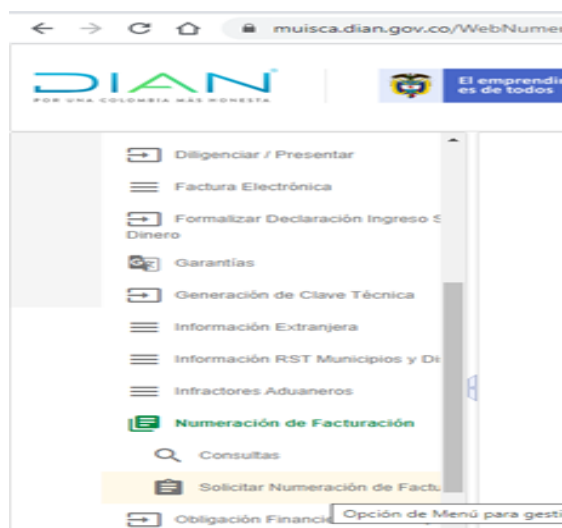 muisca.dian.gov.co/WebNumer
DIAN
POR UNA COLOMBIA MÁS HONESTA
El emprendim
es de todos
Diligenciar / Presentar
Factura Electrónica
Formalizar Declaración Ingreso S
Dinero
Garantías
Generación de Clave Técnica
Información Extranjera
Información RST Municipios y Di
Infractores Aduaneros
Numeración de Facturación
Consultas
Solicitar Numeración de Factu
Obligación Financie
Opción de Menú para gesti